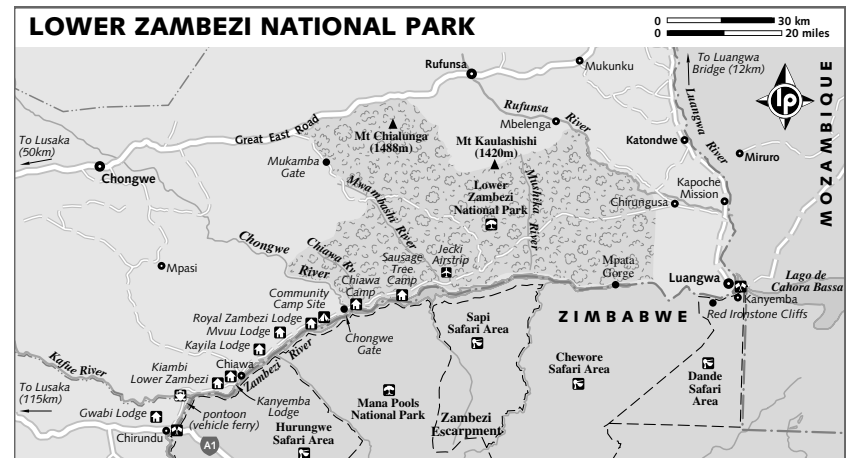 LOWER ZAMBEZI NATIONAL PARK
0 30 km
0 20 miles
To Luangwa
Bridge (12km)
Rufunsa
Mukunku
MOZAMBIQUE
lp
Luangwa River
Rufunsa River
Great East Road
Mt Chialunga
(1488m)
Mbelenga
To Lusaka
(50km)
Mt Kaulashishi
(1420m)
Katondwe
Miruro
Mukamba
Gate
Chongwe
Lower
Zambezi
National Park
Mushika River
Kapoche
Mission
Mwambashi River
Chirungusa
Chongwe River
Chiawa Rv
Sausage
Tree
Camp
Jecki
Airstrip
Mpasi
Mpata
Gorge
Luangwa
Lago de
Cahora Bassa
Chiawa
Camp
Community
Camp Site
Kanyemba
Red Ironstone Cliffs
Royal Zambezi Lodge
Sapi
Safari Area
ZIMBABWE
Mvuu Lodge
Chongwe
Gate
Kayila Lodge
Zambezi River
Chewore
Safari Area
Kafue River
Kiambi
Lower Zambezi
Chiawa
Dande
Safari
Area
To Lusaka
(115km)
Kanyemba
Lodge
Mana Pools
National Park
Gwabi Lodge
pontoon
(vehicle ferry)
Zambezi
Escarpment
Chirundu
A1
Hurungwe
Safari Area